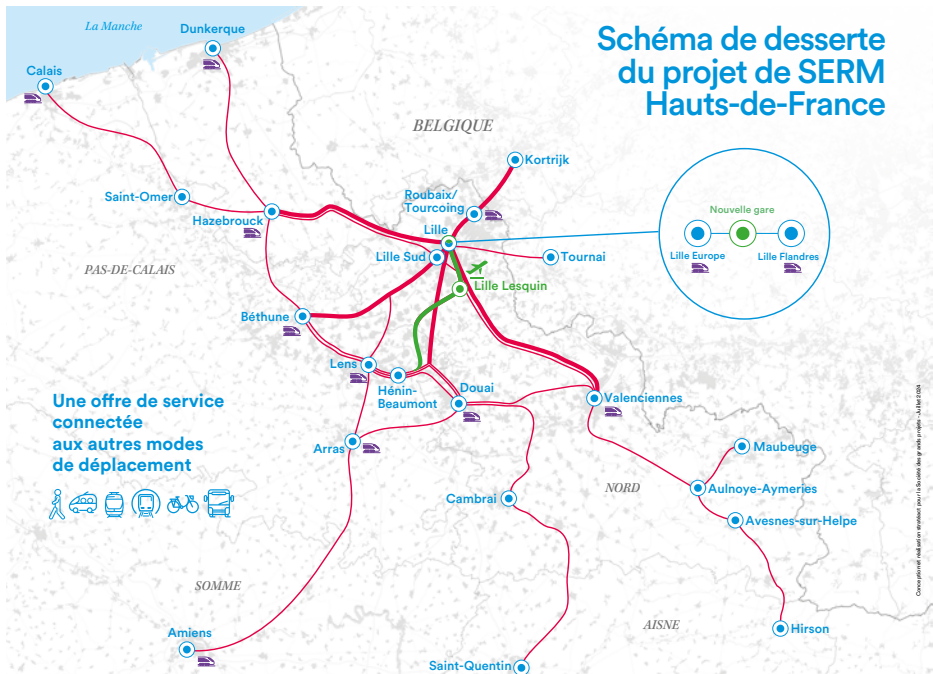 Schéma de desserte
du projet de SERM
Hauts-de-France
La Manche
Dunkerque
Calais
BELGIQUE
Kortrijk
Saint-Omer
Roubaix/
Tourcoing
Hazebrouck
Lille
Nouvelle gare
Lille Europe
Lille Flandres
Lille Sud
Tournai
PAS-DE-CALAIS
Lille Lesquin
Béthune
Lens
Hénin-
Beaumont
Douai
Valenciennes
Une offre de service
connectée
aux autres modes
de déplacement
Arras
Maubeuge
NORD
Aulnoye-Aymeries
Cambrai
Avesnes-sur-Helpe
SOMME
AISNE
Amiens
Hirson
Saint-Quentin